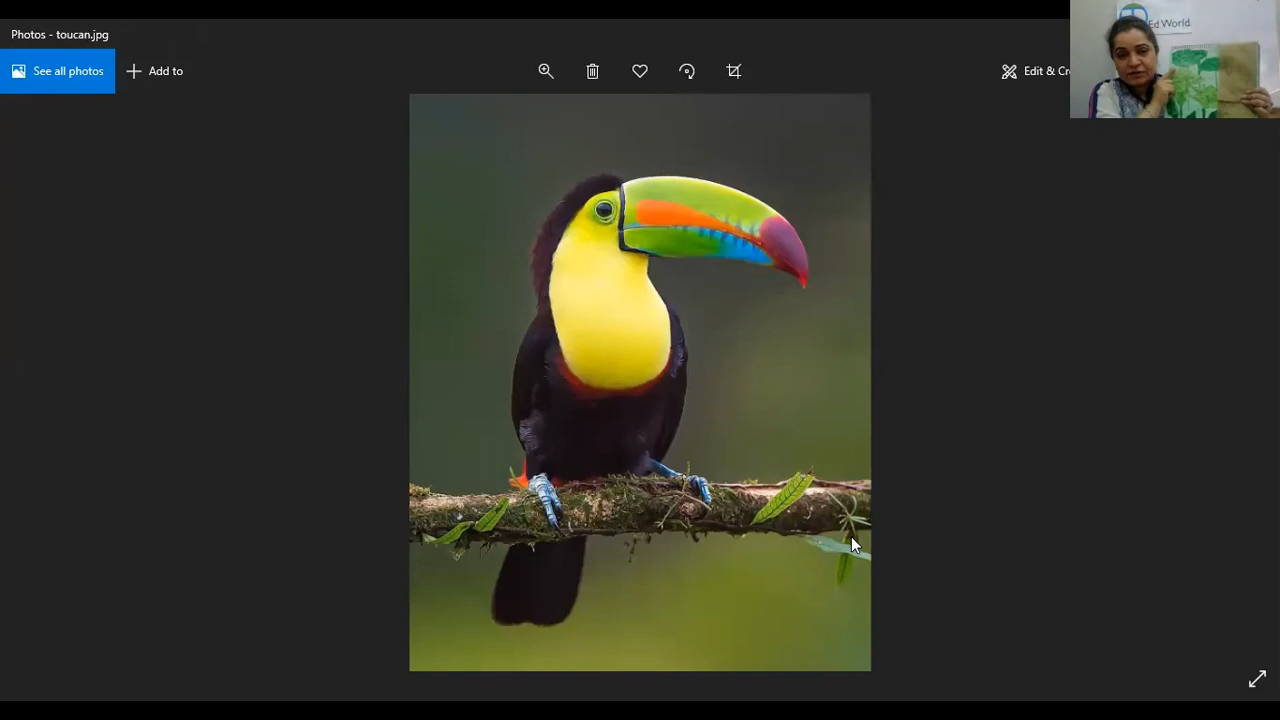 Photos - toucan.jpg
See all photos
Add to
Edit & Cr
Ed World